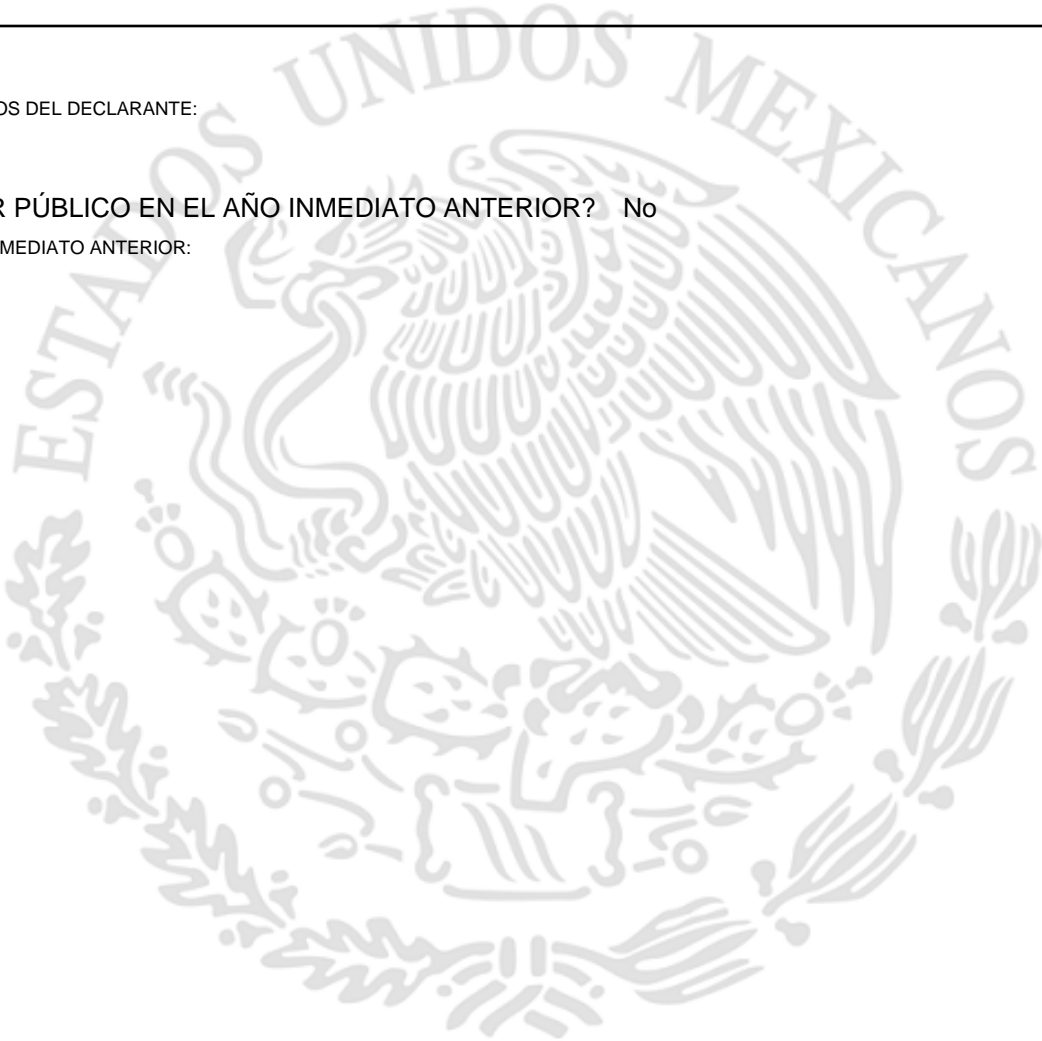 ESTADOS UNIDOS MEXICANOS
OS DEL DECLARANTE:
R PÚBLICO EN EL AÑO INMEDIATO ANTERIOR? No
MEDIATO ANTERIOR: